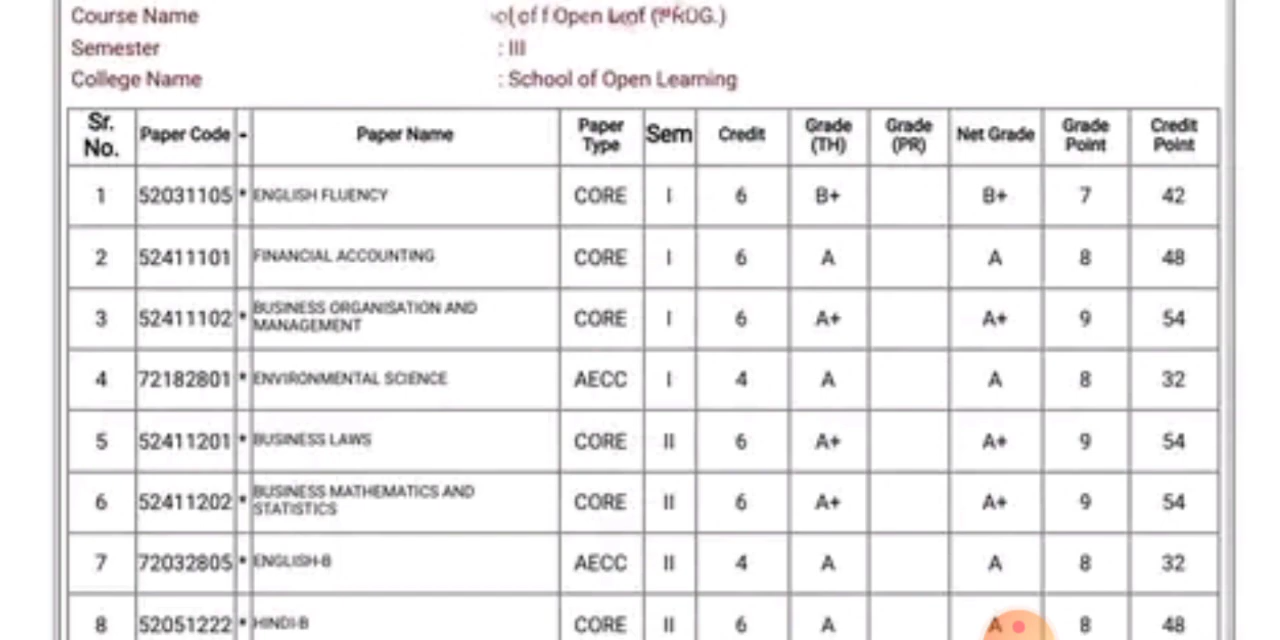 Course Name Open (PROG.)
Semester : III
College Name : School of Open Learning
Sr. No. Paper Code - Paper Name Paper Type Sem Credit Grade (TH) Grade (PR) Net Grade Grade Point Credit Point
1 52031105 * ENGLISH FLUENCY CORE I 6 B+ B+ 7 42
2 52411101 FINANCIAL ACCOUNTING CORE I 6 A A 8 48
3 52411102 * BUSINESS ORGANISATION AND MANAGEMENT CORE I 6 A+ A+ 9 54
4 72182801 * ENVIRONMENTAL SCIENCE AECC I 4 A A 8 32
5 52411201 * BUSINESS LAWS CORE II 6 A+ A+ 9 54
6 52411202 * BUSINESS MATHEMATICS AND STATISTICS CORE II 6 A+ A+ 9 54
7 72032805 * ENGLISH-B AECC II 4 A A 8 32
8 52051222 * HINDI-B CORE II 6 A A 8 48